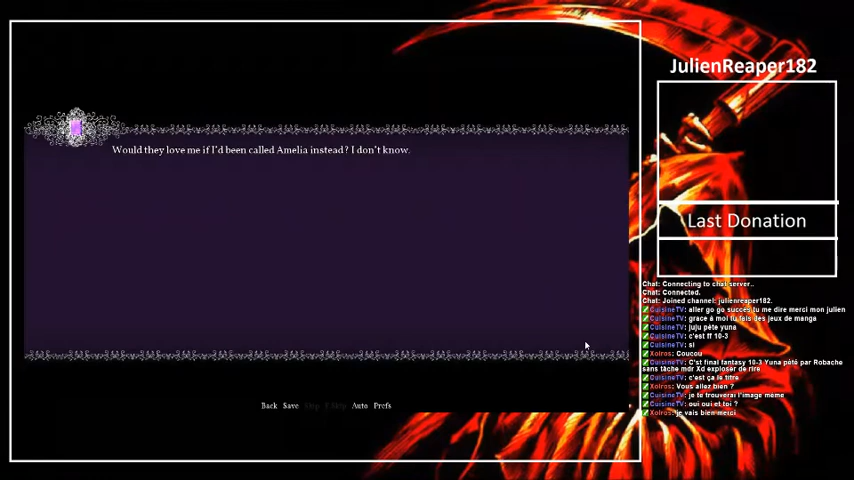 Would they love me if I'd been called Amelia instead? I don't know.
Back Save Auto Prefs
JulienReaper182
Last Donation
Chat: Connecting to chat server..
Chat: Connected.
Chat: Joined channel: julienreaper182.
CuisineTV: aller go go succes tu me dire merci mon julien
CuisineTV: grace à moi tu fais des jeux de manga
CuisineTV: juju pète yuna
CuisineTV: c'est ff 10-3
CuisineTV: si
Xolros: Coucou
CuisineTV: C'st final fantasy 10-3 Yuna pété par Robache
sans tâche mdr Xd exploser de rire
CuisineTV: c'est ça le titre
Xolros: Vous allez bien ?
CuisineTV: je te trouverai l'image même
CuisineTV: oui oui et toi ?
Xolros: je vais bien merci